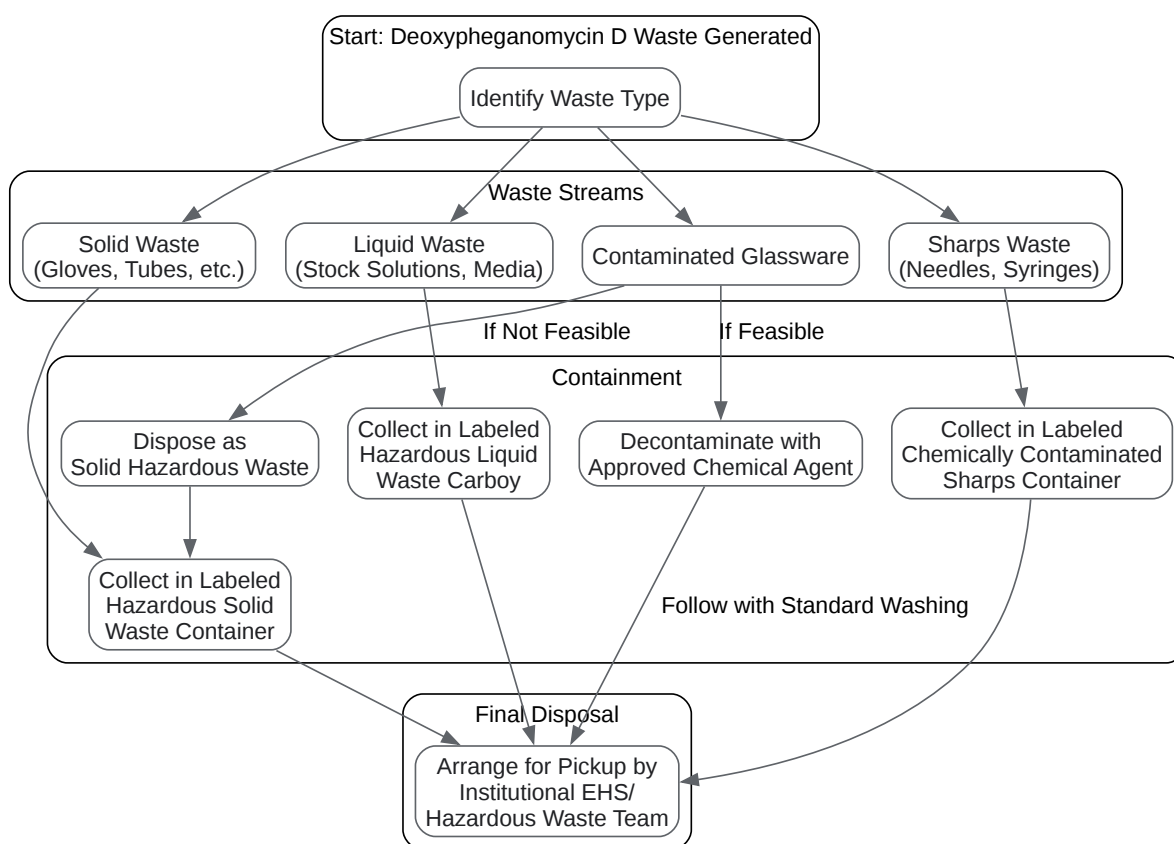 Start: Deoxypheganomycin D Waste Generated
Identify Waste Type
Waste Streams
Solid Waste
(Gloves, Tubes, etc.)
Liquid Waste
(Stock Solutions, Media)
Contaminated Glassware
Sharps Waste
(Needles, Syringes)
If Not Feasible
If Feasible
Containment
Dispose as
Solid Hazardous Waste
Collect in Labeled
Hazardous Liquid
Waste Carboy
Decontaminate with
Approved Chemical Agent
Collect in Labeled
Chemically Contaminated
Sharps Container
Collect in Labeled
Hazardous Solid
Waste Container
Follow with Standard Washing
Final Disposal
Arrange for Pickup by
Institutional EHS/
Hazardous Waste Team